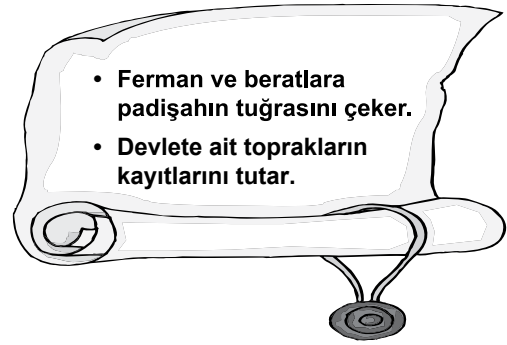 • Ferman ve beratlara
padişahın tuğrasını çeker.
• Devlete ait toprakların
kayıtlarını tutar.